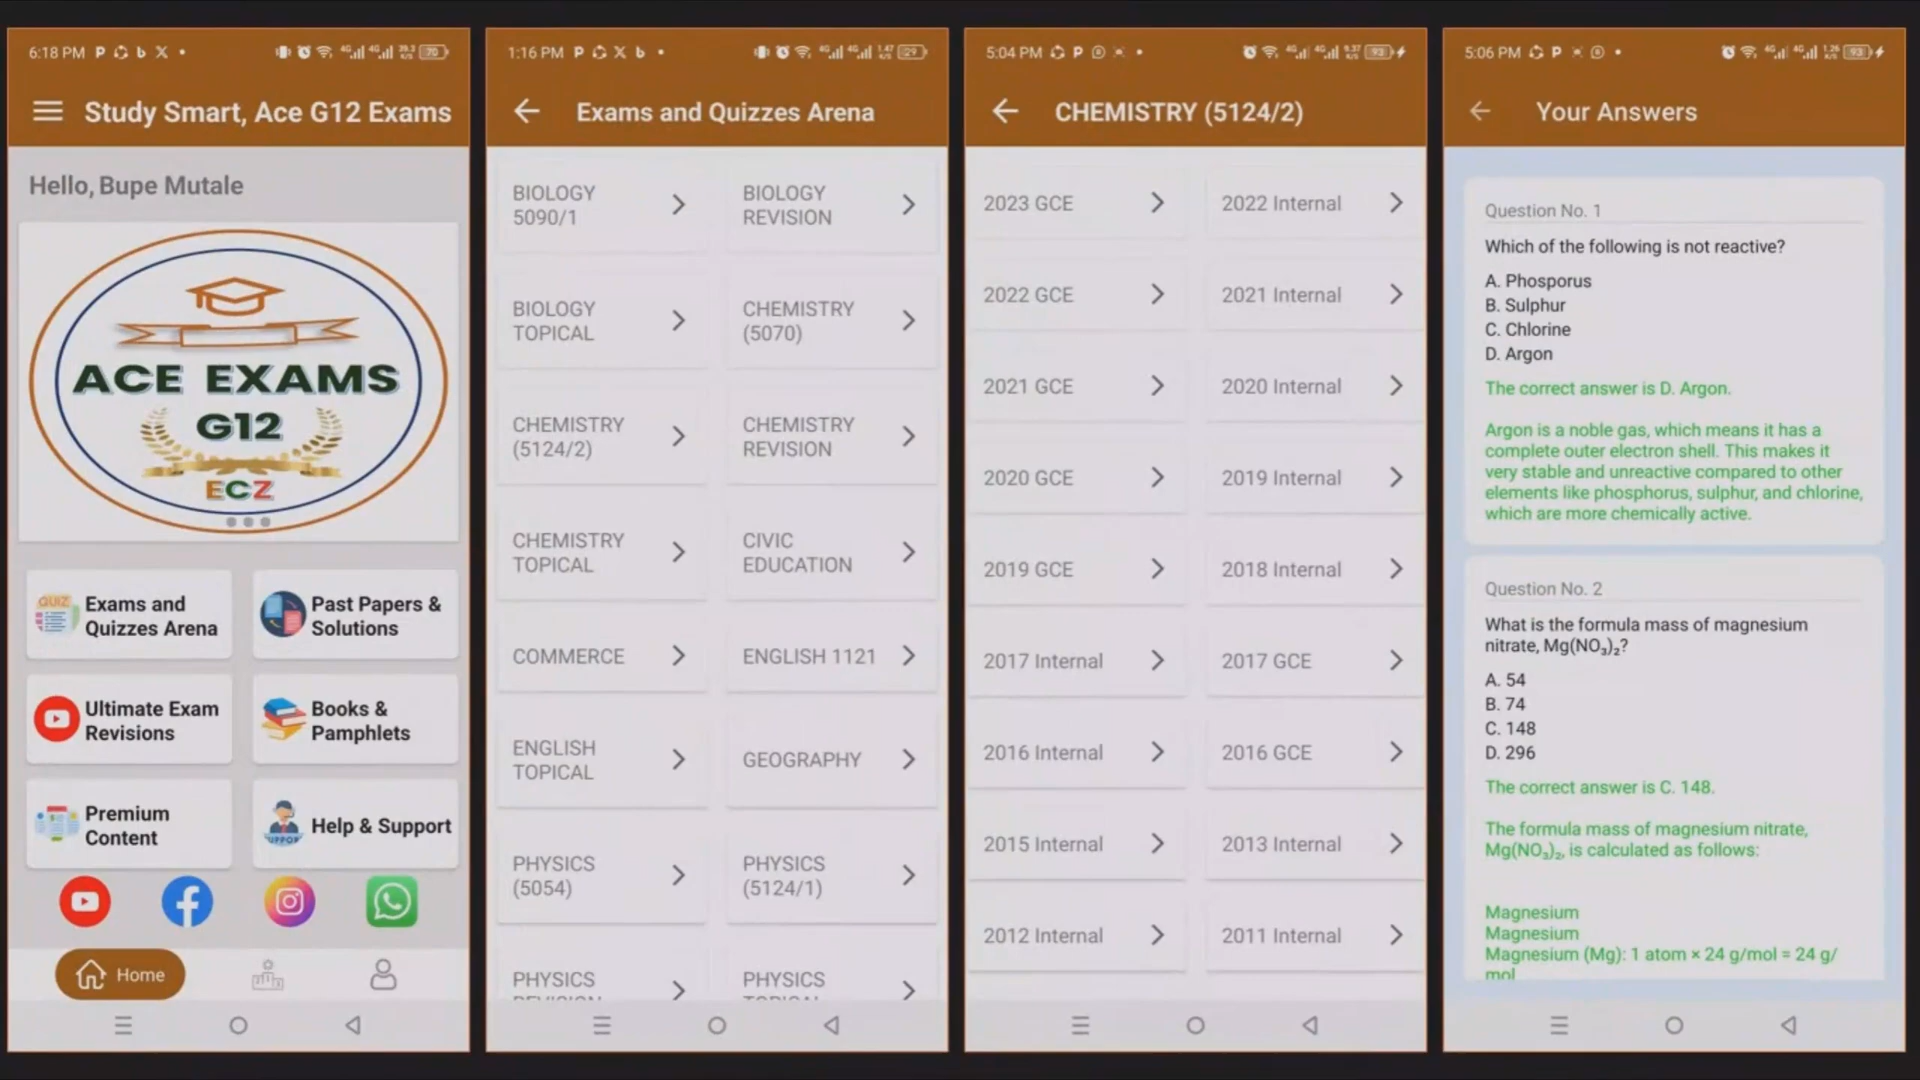 6:18 PM
70
Study Smart, Ace G12 Exams
Hello, Bupe Mutale
ACE EXAMS
G12
ECZ
QUIZ
Exams and
Quizzes Arena
Past Papers &
Solutions
Ultimate Exam
Revisions
Books &
Pamphlets
Premium
Content
Help & Support
Home
1:16 PM
29
Exams and Quizzes Arena
BIOLOGY
5090/1
BIOLOGY
REVISION
BIOLOGY
TOPICAL
CHEMISTRY
(5070)
CHEMISTRY
(5124/2)
CHEMISTRY
REVISION
CHEMISTRY
TOPICAL
CIVIC
EDUCATION
COMMERCE
ENGLISH 1121
ENGLISH
TOPICAL
GEOGRAPHY
PHYSICS
(5054)
PHYSICS
(5124/1)
PHYSICS
REVISION
PHYSICS
TOPICAL
5:04 PM
93
CHEMISTRY (5124/2)
2023 GCE
2022 Internal
2022 GCE
2021 Internal
2021 GCE
2020 Internal
2020 GCE
2019 Internal
2019 GCE
2018 Internal
2017 Internal
2017 GCE
2016 Internal
2016 GCE
2015 Internal
2013 Internal
2012 Internal
2011 Internal
5:06 PM
93
Your Answers
Question No. 1
Which of the following is not reactive?
A. Phosporus
B. Sulphur
C. Chlorine
D. Argon
The correct answer is D. Argon.
Argon is a noble gas, which means it has a
complete outer electron shell. This makes it
very stable and unreactive compared to other
elements like phosphorus, sulphur, and chlorine,
which are more chemically active.
Question No. 2
What is the formula mass of magnesium
nitrate, Mg(NO₃)₂?
A. 54
B. 74
C. 148
D. 296
The correct answer is C. 148.
The formula mass of magnesium nitrate,
Mg(NO₃)₂, is calculated as follows:
Magnesium
Magnesium
Magnesium (Mg): 1 atom × 24 g/mol = 24 g/
mol